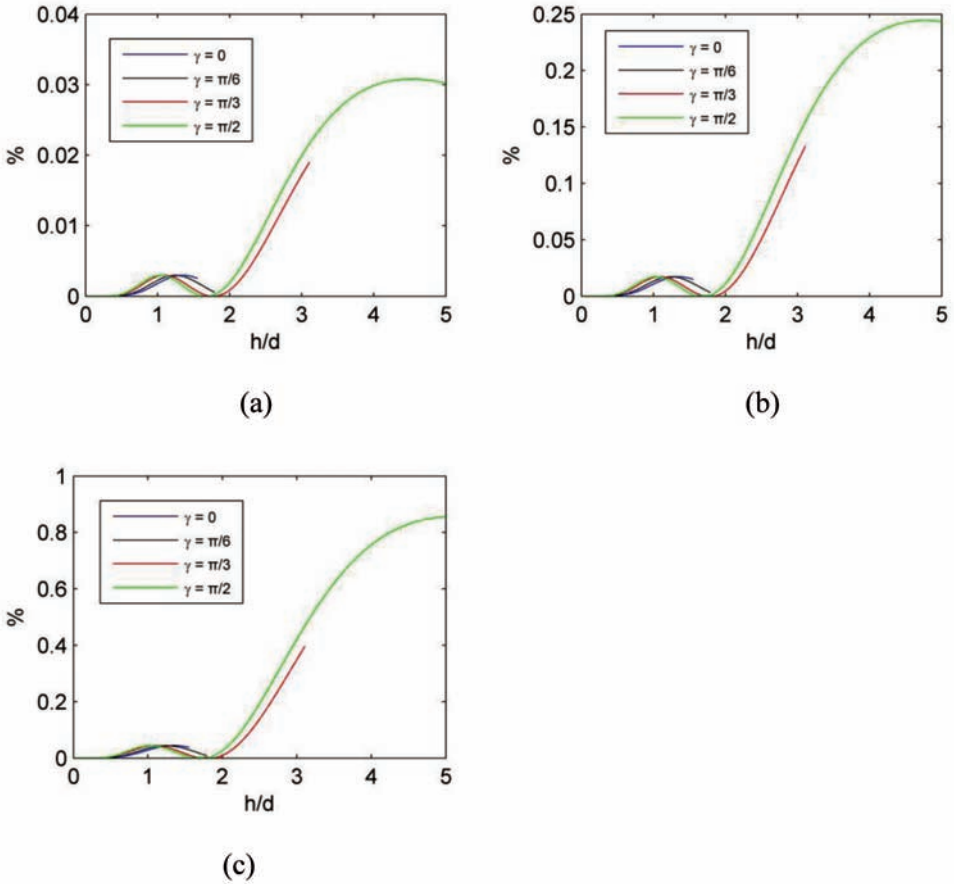 0.04
0.03
0.02
0.01
0
%
γ = 0
γ = π/6
γ = π/3
γ = π/2
0 1 2 3 4 5
h/d
(a)
0.25
0.2
0.15
0.1
0.05
0
%
γ = 0
γ = π/6
γ = π/3
γ = π/2
0 1 2 3 4 5
h/d
(b)
1
0.8
0.6
0.4
0.2
0
%
γ = 0
γ = π/6
γ = π/3
γ = π/2
0 1 2 3 4 5
h/d
(c)